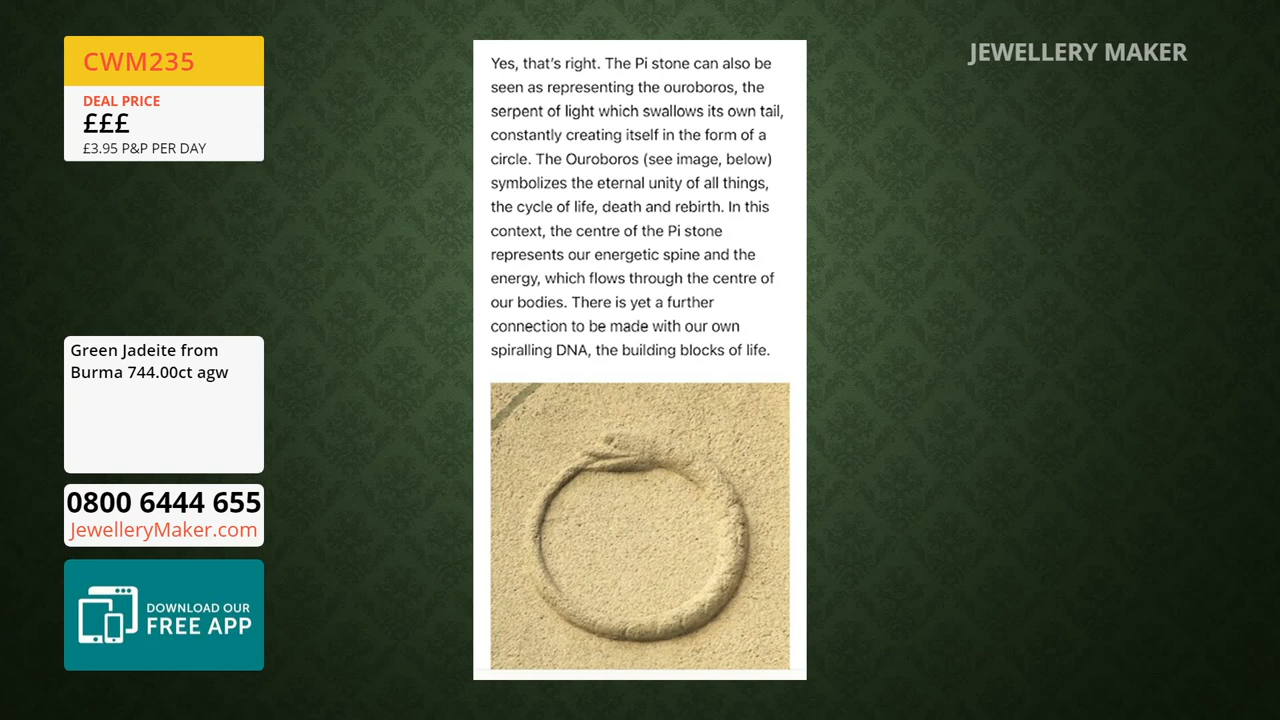 CWM235
DEAL PRICE
£££
£3.95 P&P PER DAY
Green Jadeite from
Burma 744.00ct agw
0800 6444 655
JewelleryMaker.com
DOWNLOAD OUR
FREE APP
Yes, that's right. The Pi stone can also be
seen as representing the ouroboros, the
serpent of light which swallows its own tail,
constantly creating itself in the form of a
circle. The Ouroboros (see image, below)
symbolizes the eternal unity of all things,
the cycle of life, death and rebirth. In this
context, the centre of the Pi stone
represents our energetic spine and the
energy, which flows through the centre of
our bodies. There is yet a further
connection to be made with our own
spiralling DNA, the building blocks of life.
JEWELLERY MAKER